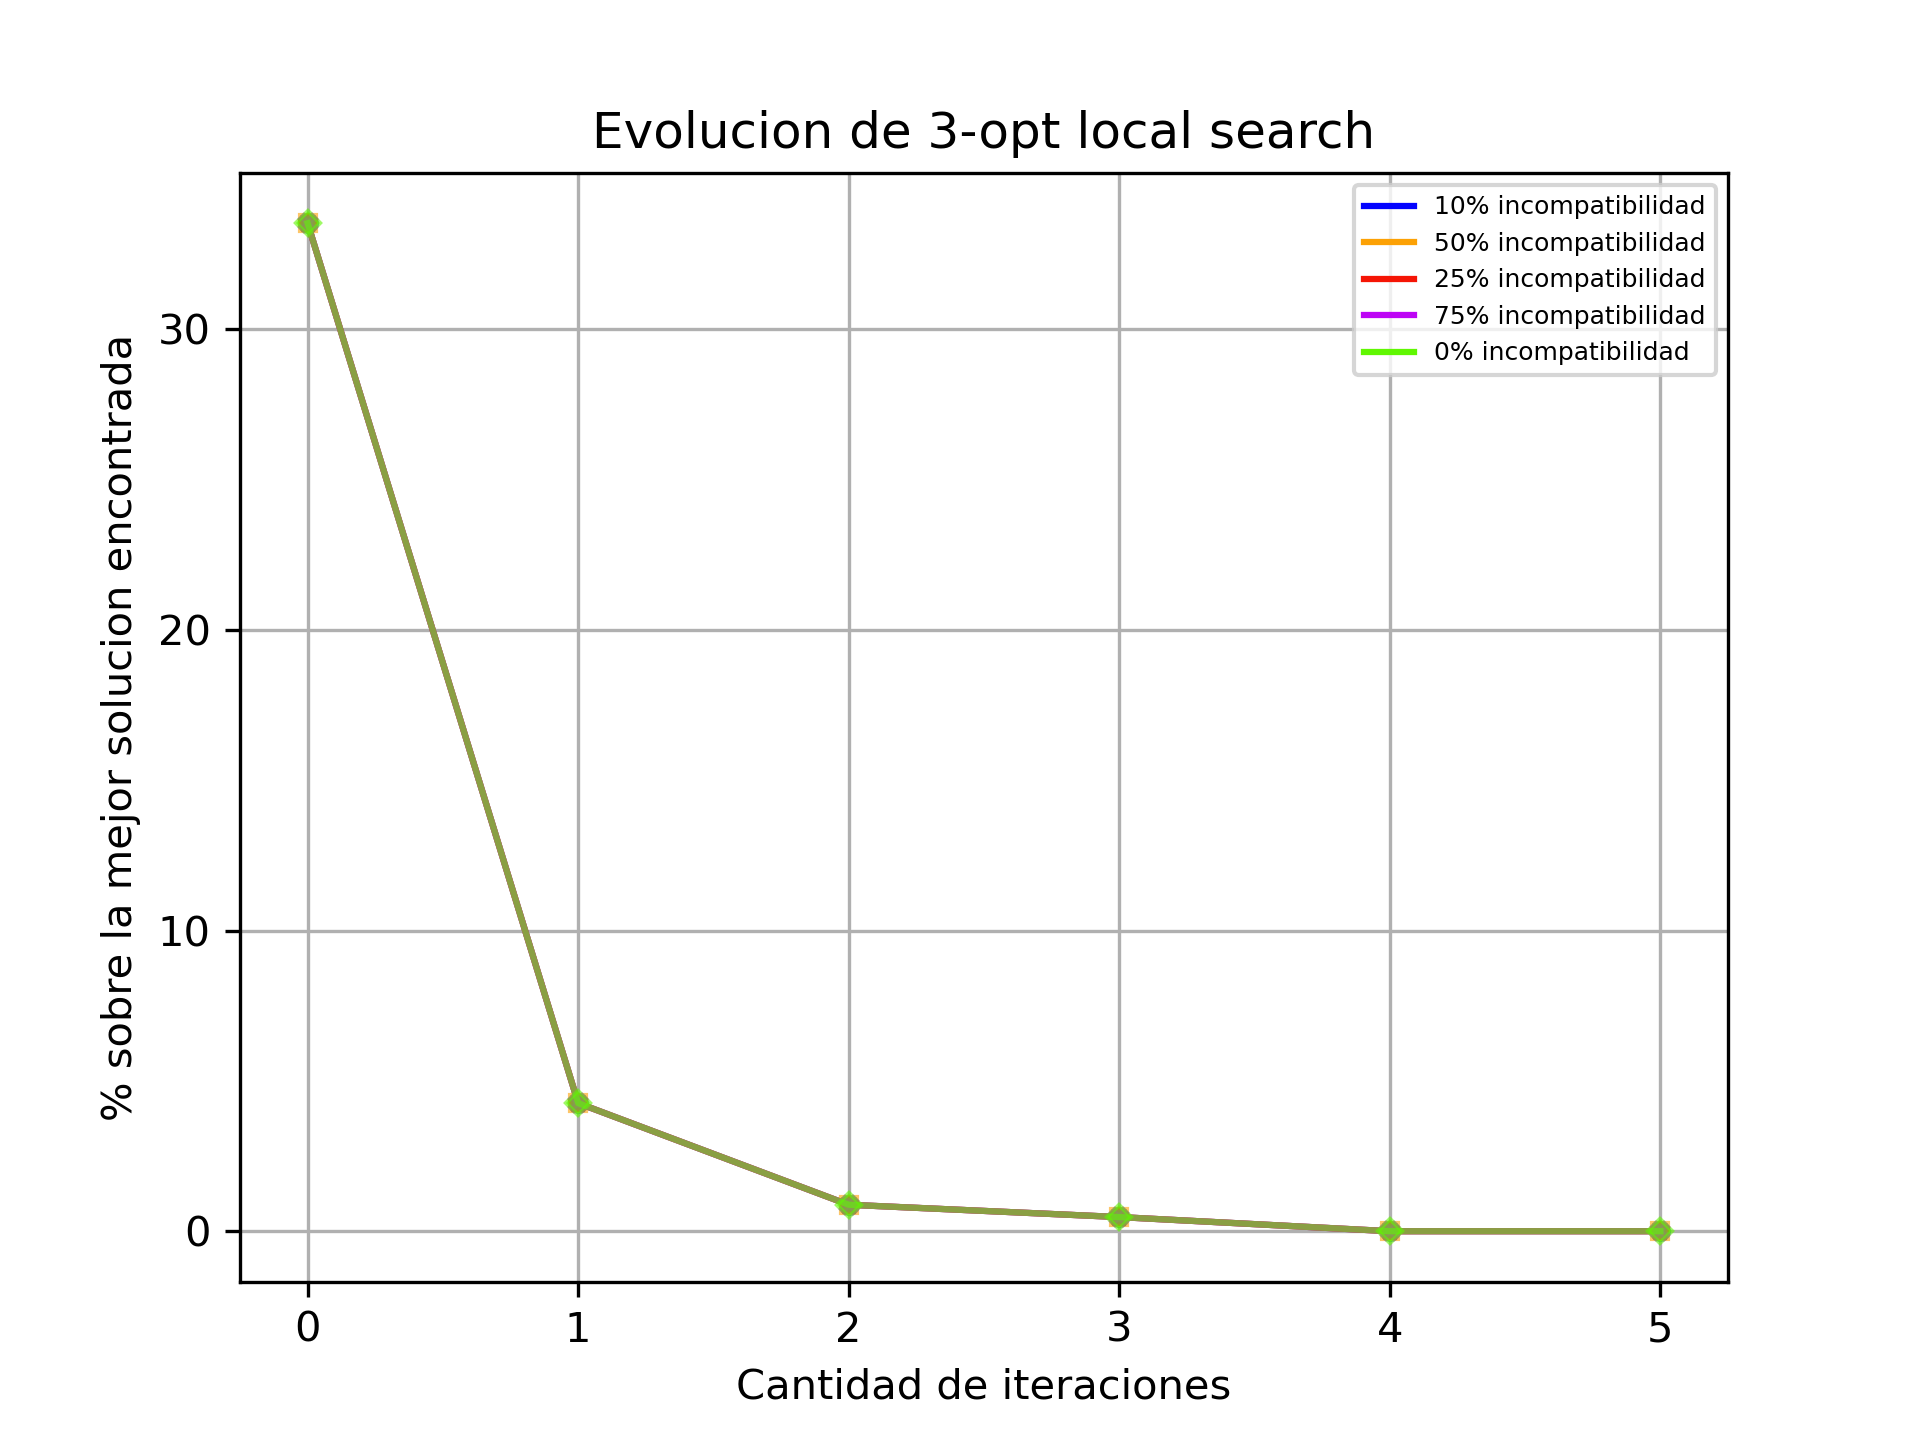 Evolucion de 3-opt local search
10% incompatibilidad
50% incompatibilidad
25% incompatibilidad
75% incompatibilidad
0% incompatibilidad
% sobre la mejor solucion encontrada
30
20
10
0
0 1 2 3 4 5
Cantidad de iteraciones